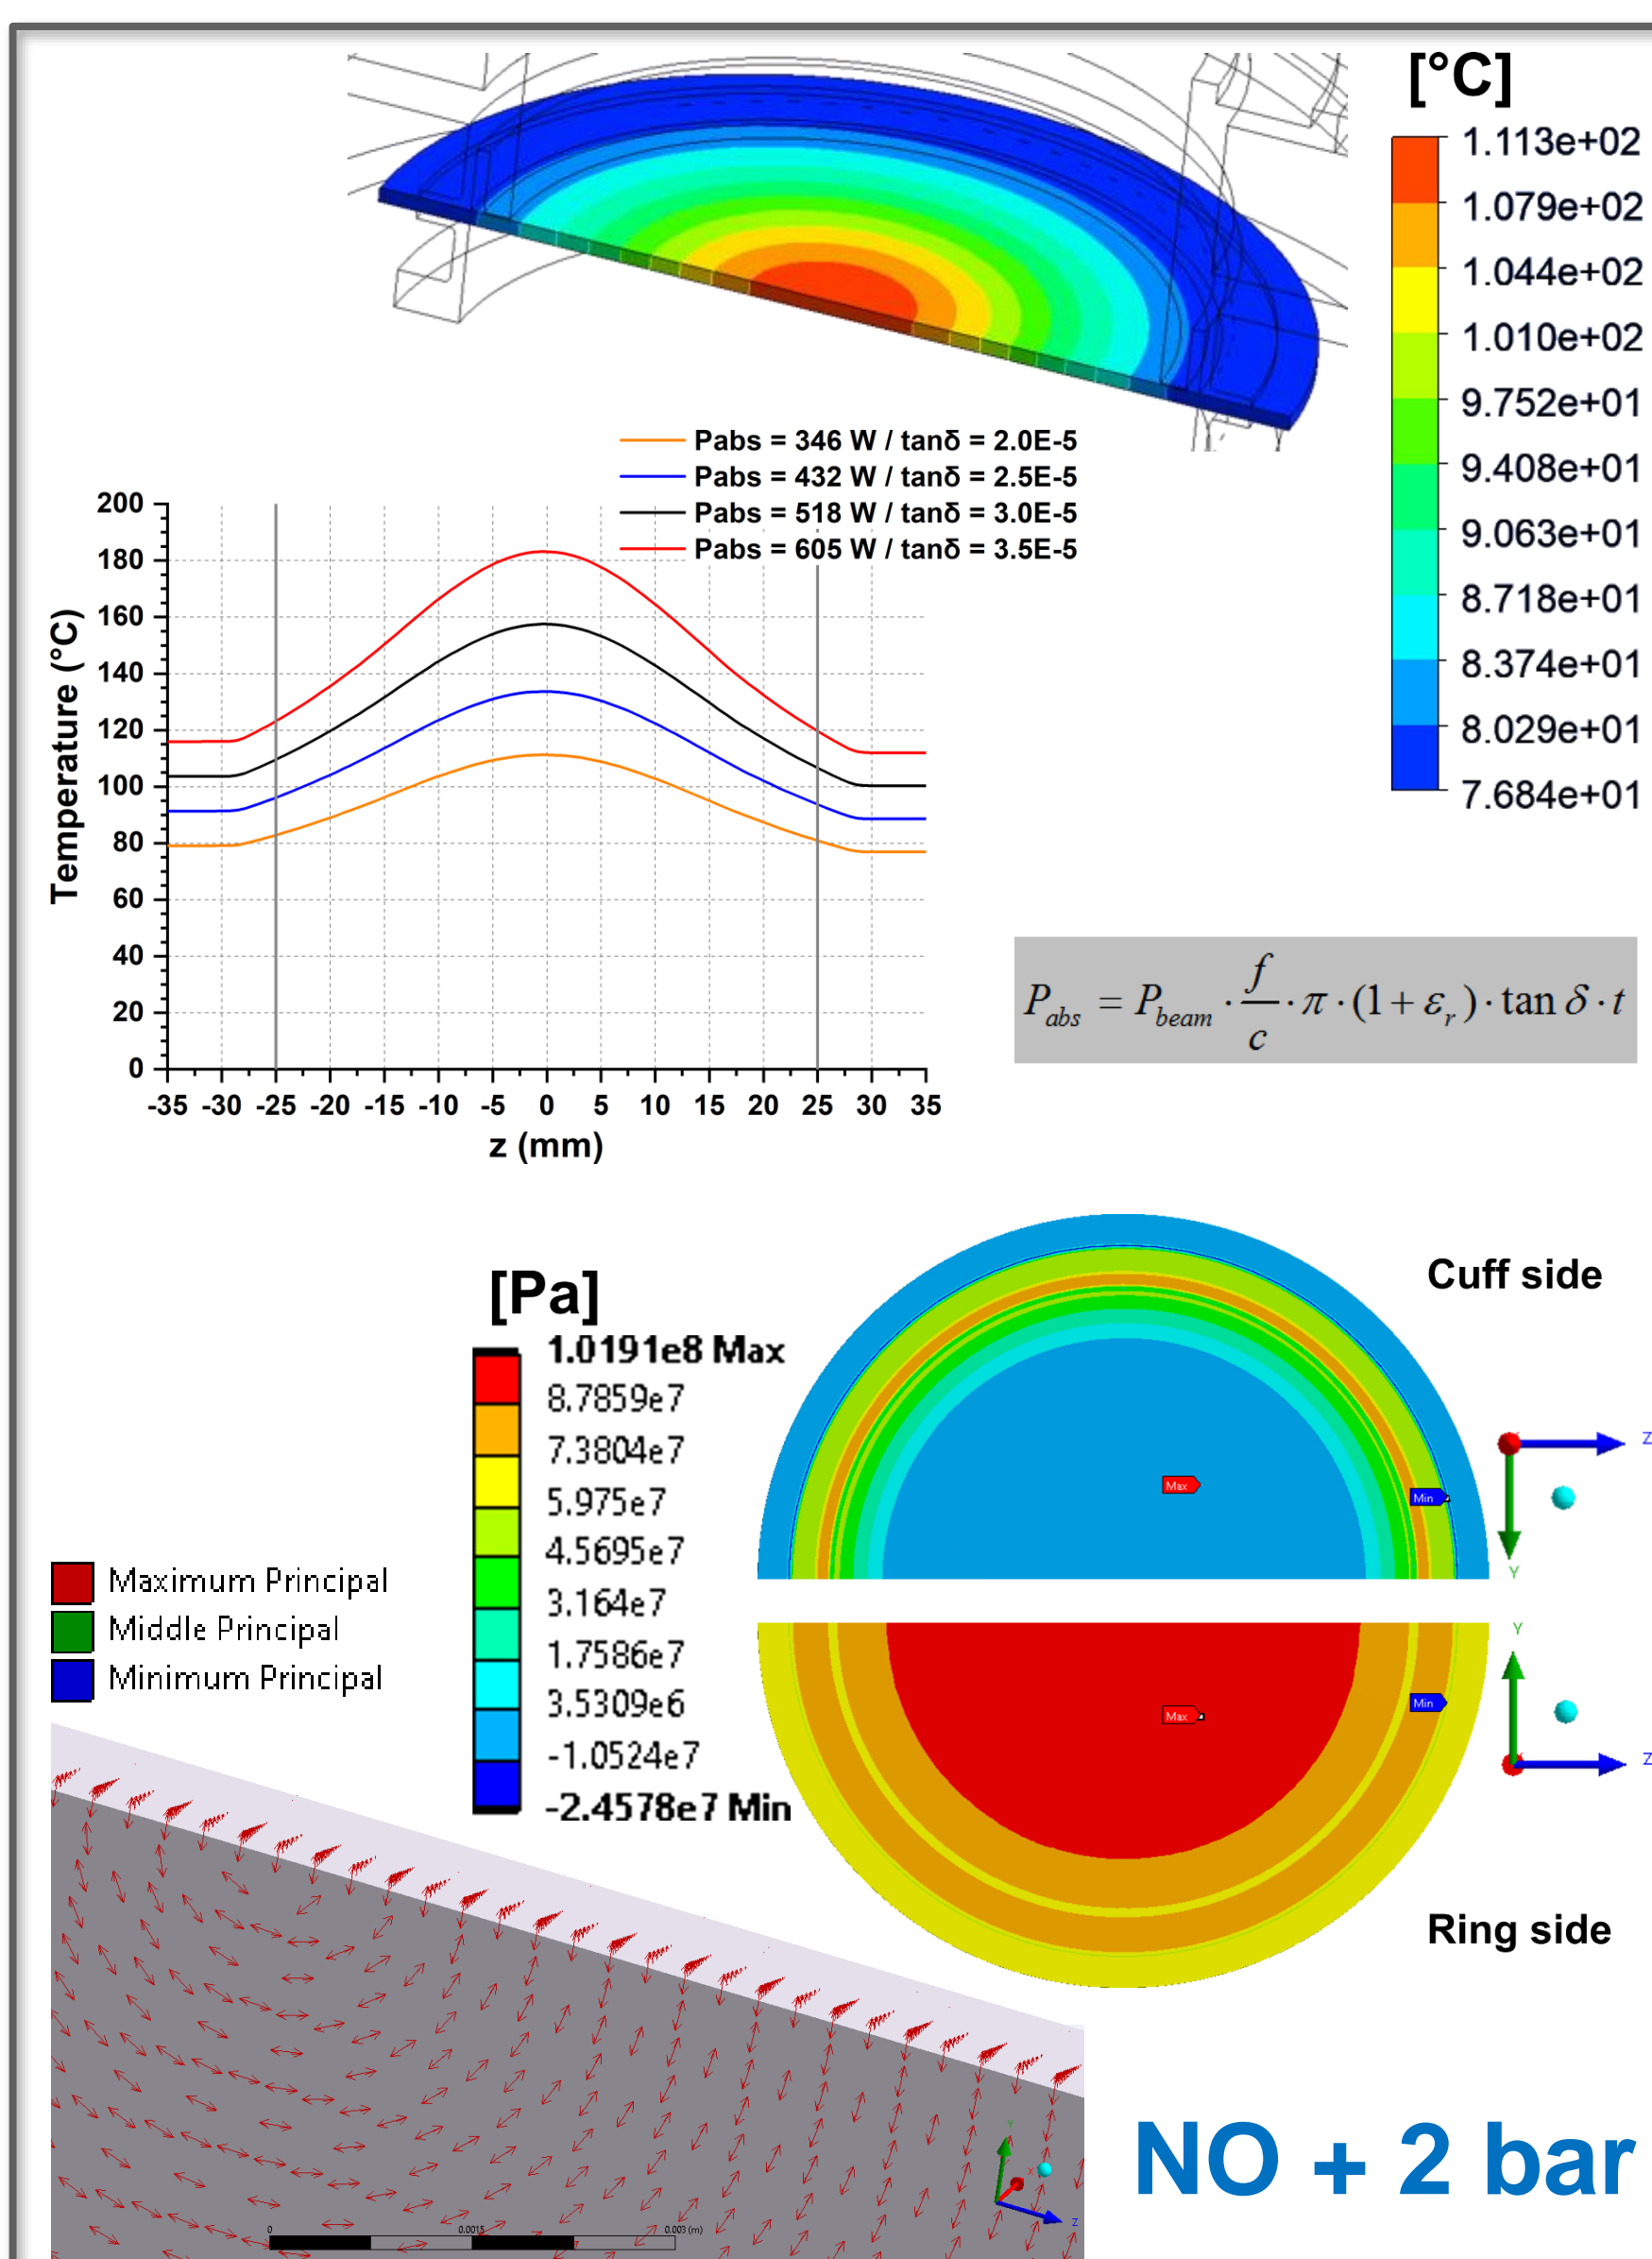 [°C]
1.113e+02
1.079e+02
1.044e+02
1.010e+02
9.752e+01
9.408e+01
9.063e+01
8.718e+01
8.374e+01
8.029e+01
7.684e+01
Pabs = 346 W / tanδ = 2.0E-5
Pabs = 432 W / tanδ = 2.5E-5
Pabs = 518 W / tanδ = 3.0E-5
Pabs = 605 W / tanδ = 3.5E-5
Temperature (°C)
200
180
160
140
120
100
80
60
40
20
0
-35 -30 -25 -20 -15 -10 -5 0 5 10 15 20 25 30 35
z (mm)
P_abs = P_beam · f/c · π · (1 + ε_r) · tan δ · t
[Pa]
1.0191e8 Max
8.7859e7
7.3804e7
5.975e7
4.5695e7
3.164e7
1.7586e7
3.5309e6
-1.0524e7
-2.4578e7 Min
Cuff side
Max
Min
Z
Y
Y
Max
Min
Z
Ring side
Maximum Principal
Middle Principal
Minimum Principal
Y
X
Z
0 0.0015 0.003 (m)
NO + 2 bar